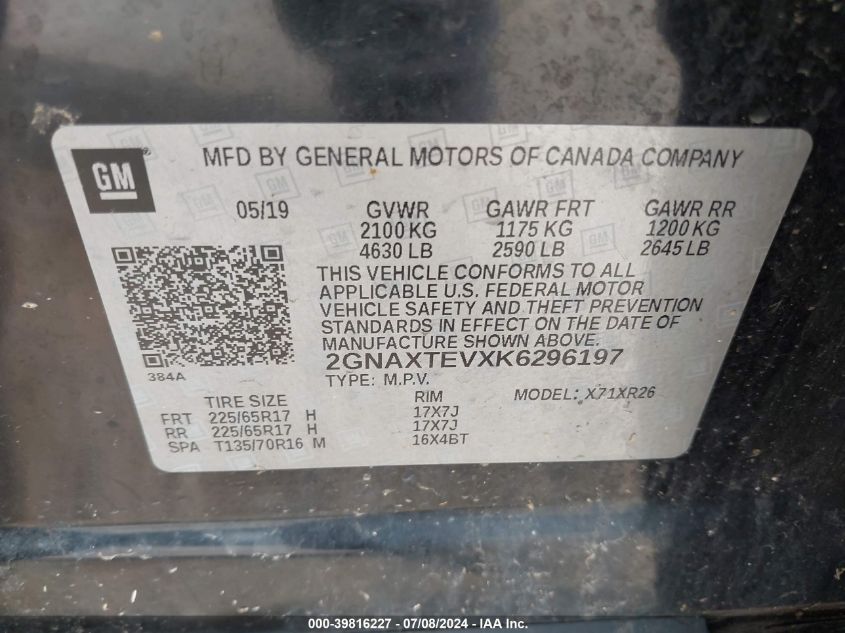 GM
MFD BY GENERAL MOTORS OF CANADA COMPANY
05/19 GVWR GAWR FRT GAWR RR
2100 KG 1175 KG 1200 KG
4630 LB 2590 LB 2645 LB
THIS VEHICLE CONFORMS TO ALL
APPLICABLE U.S. FEDERAL MOTOR
VEHICLE SAFETY AND THEFT PREVENTION
STANDARDS IN EFFECT ON THE DATE OF
MANUFACTURE SHOWN ABOVE.
2GNAXTEVXK6296197
384A
TYPE: M.P.V. MODEL: X71XR26
TIRE SIZE RIM
FRT 225/65R17 H 17X7J
RR 225/65R17 H 17X7J
SPA T135/70R16 M 16X4BT
000-39816227 - 07/08/2024 - IAA Inc.